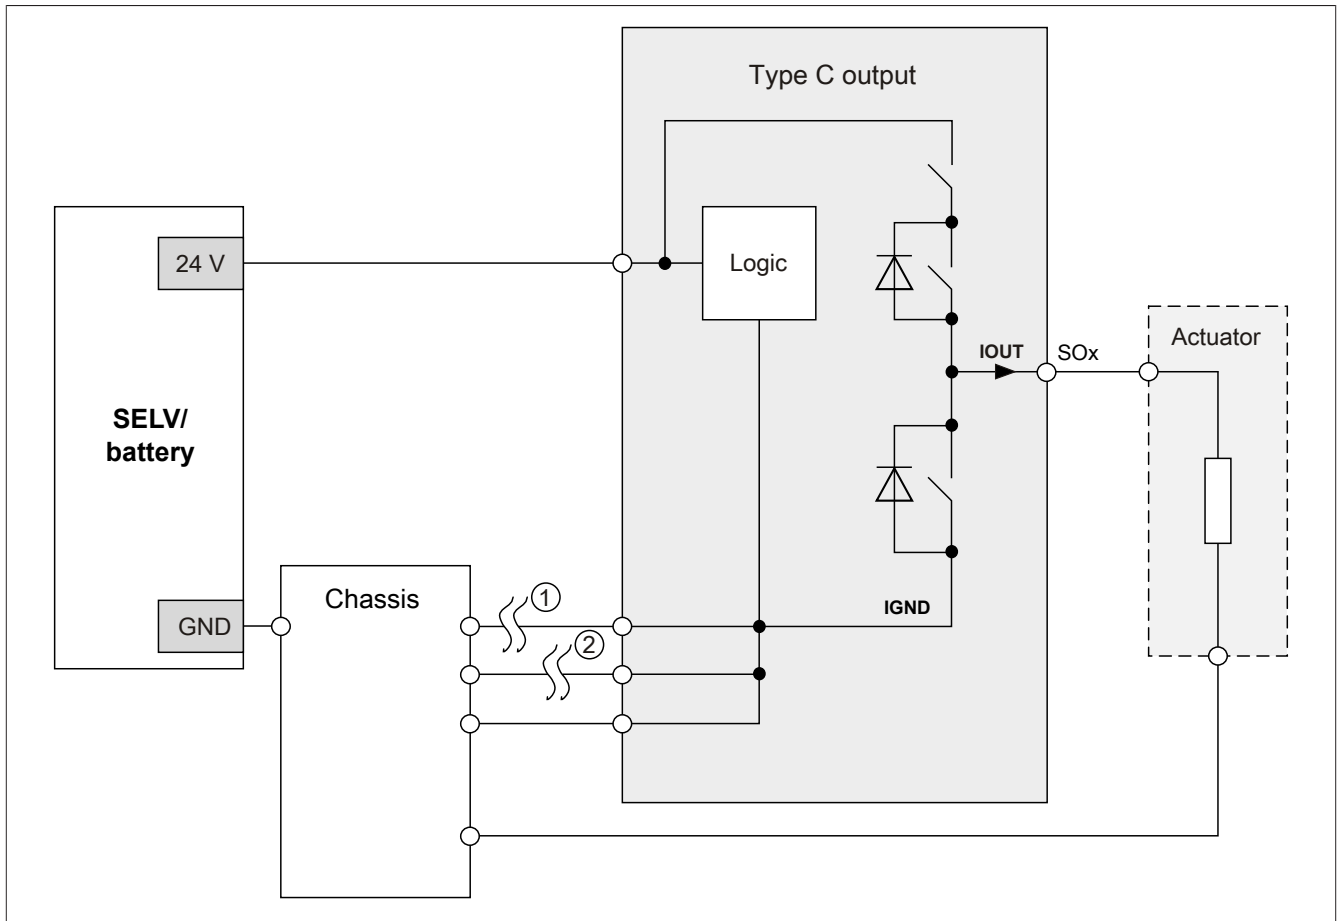 Type C output
24 V
Logic
SELV/
battery
IOUT
SOx
Actuator
GND
Chassis
1
2
IGND